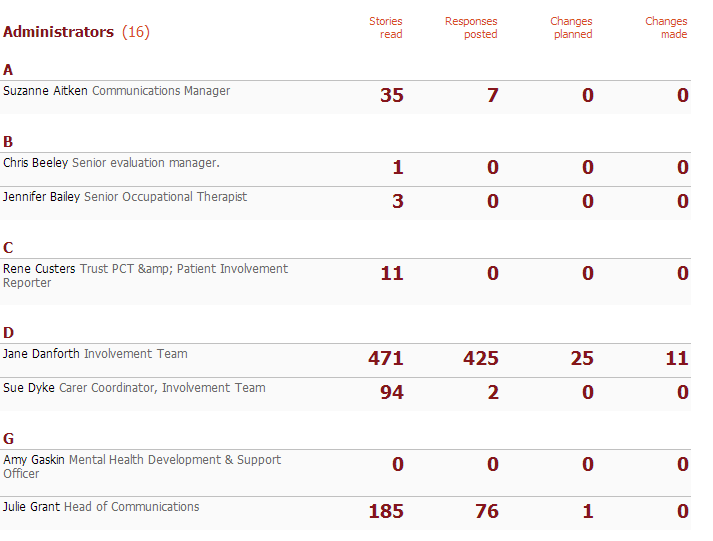 Administrators (16) Stories read Responses posted Changes planned Changes made
A
Suzanne Aitken Communications Manager 35 7 0 0
B
Chris Beeley Senior evaluation manager. 1 0 0 0
Jennifer Bailey Senior Occupational Therapist 3 0 0 0
C
Rene Custers Trust PCT &amp; Patient Involvement
Reporter 11 0 0 0
D
Jane Danforth Involvement Team 471 425 25 11
Sue Dyke Carer Coordinator, Involvement Team 94 2 0 0
G
Amy Gaskin Mental Health Development & Support
Officer 0 0 0 0
Julie Grant Head of Communications 185 76 1 0